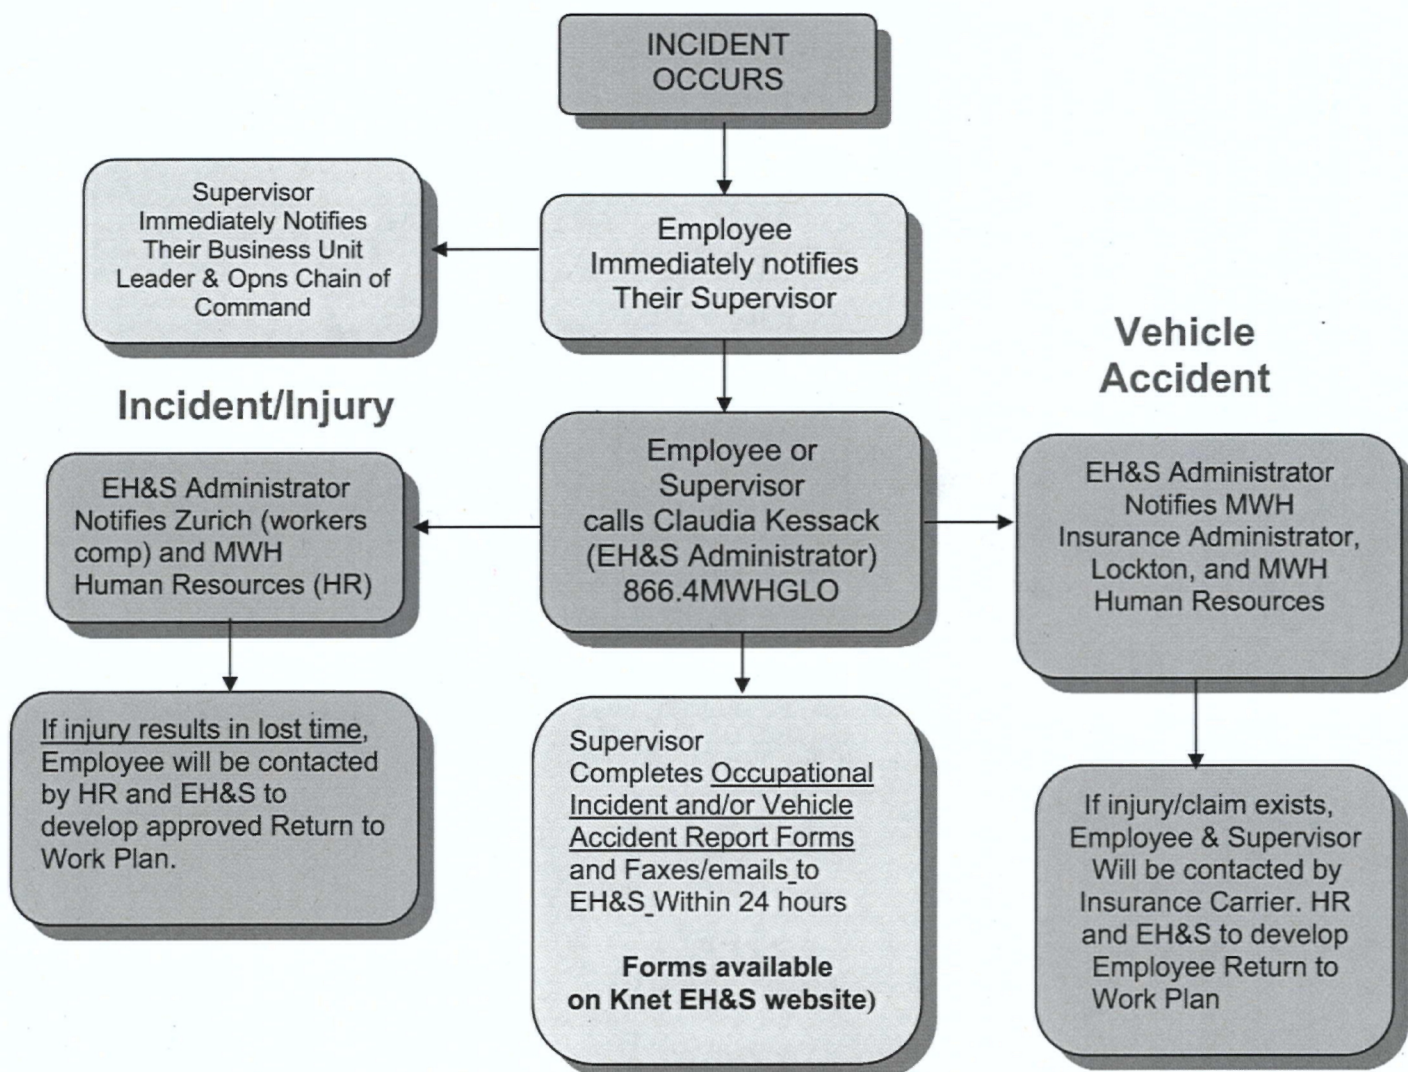 INCIDENT
OCCURS
Supervisor
Immediately Notifies
Their Business Unit
Leader & Opns Chain of
Command
Employee
Immediately notifies
Their Supervisor
Vehicle
Accident
Incident/Injury
EH&S Administrator
Notifies Zurich (workers
comp) and MWH
Human Resources (HR)
Employee or
Supervisor
calls Claudia Kessack
(EH&S Administrator)
866.4MWHGLO
EH&S Administrator
Notifies MWH
Insurance Administrator,
Lockton, and MWH
Human Resources
If injury results in lost time,
Employee will be contacted
by HR and EH&S to
develop approved Return to
Work Plan.
Supervisor
Completes Occupational
Incident and/or Vehicle
Accident Report Forms
and Faxes/emails to
EH&S Within 24 hours
Forms available
on Knet EH&S website)
If injury/claim exists,
Employee & Supervisor
Will be contacted by
Insurance Carrier. HR
and EH&S to develop
Employee Return to
Work Plan